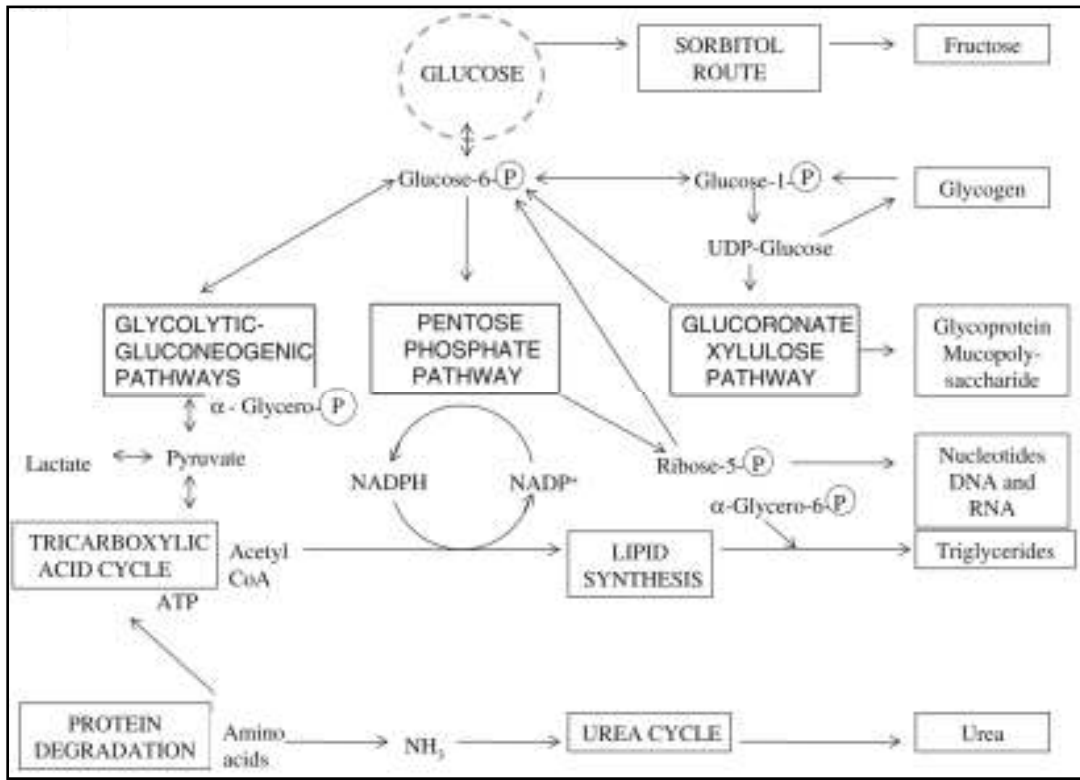 SORBITOL
ROUTE
Fructose
GLUCOSE
Glucose-6-P
Glucose-1-P
Glycogen
UDP-Glucose
GLYCOLYTIC-
GLUCONEOGENIC
PATHWAYS
PENTOSE
PHOSPHATE
PATHWAY
GLUCORONATE
XYLULOSE
PATHWAY
Glycoprotein
Mucopoly-
saccharide
α - Glycero-P
Lactate
Pyruvate
NADPH
NADP⁺
Ribose-5-P
Nucleotides
DNA and
RNA
α-Glycero-6-P
TRICARBOXYLIC
ACID CYCLE
Acetyl
CoA
LIPID
SYNTHESIS
Triglycerides
ATP
PROTEIN
DEGRADATION
Amino
acids
NH₃
UREA CYCLE
Urea